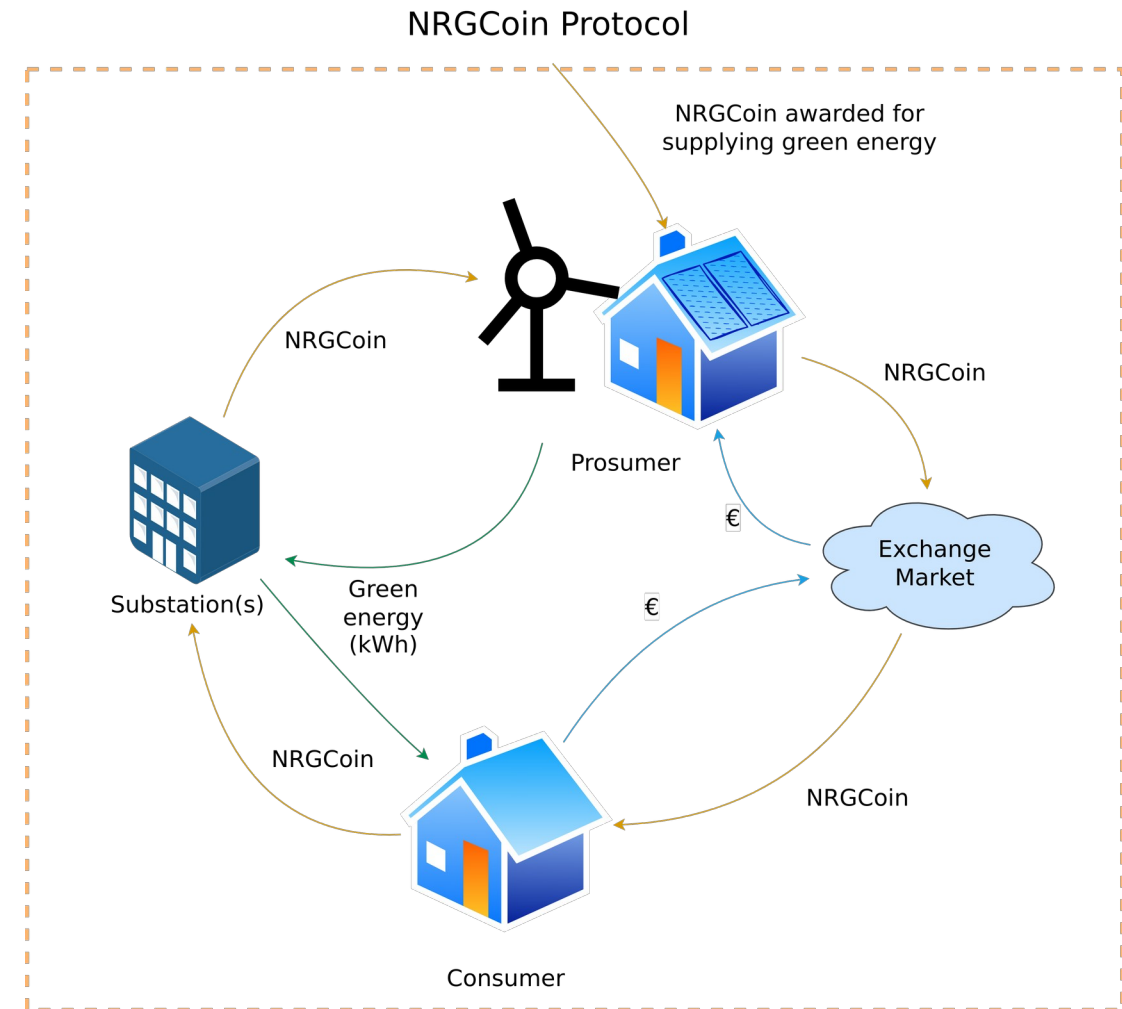 NRGCoin Protocol
NRGCoin awarded for
supplying green energy
NRGCoin
NRGCoin
Prosumer
€
Exchange
Market
Green
energy
(kWh)
Substation(s)
€
NRGCoin
NRGCoin
Consumer